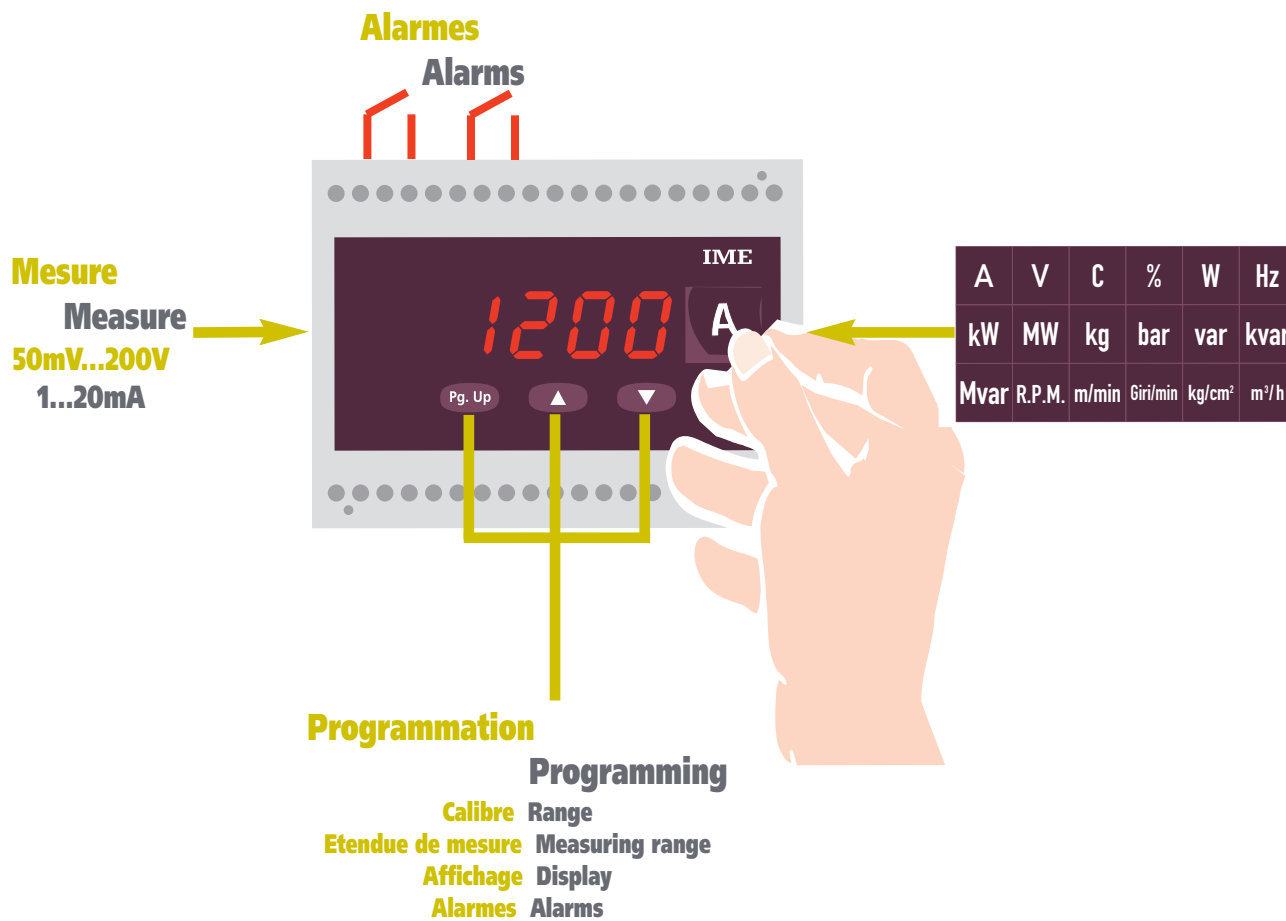 Alarmes
Alarms
IME
1200
A
Pg. Up ▲ ▼
Mesure
Measure
50mV...200V
1...20mA
A V C % W Hz
kW MW kg bar var kvar
Mvar R.P.M. m/min Giri/min kg/cm² m³/h
Programmation
Programming
Calibre Range
Etendue de mesure Measuring range
Affichage Display
Alarmes Alarms